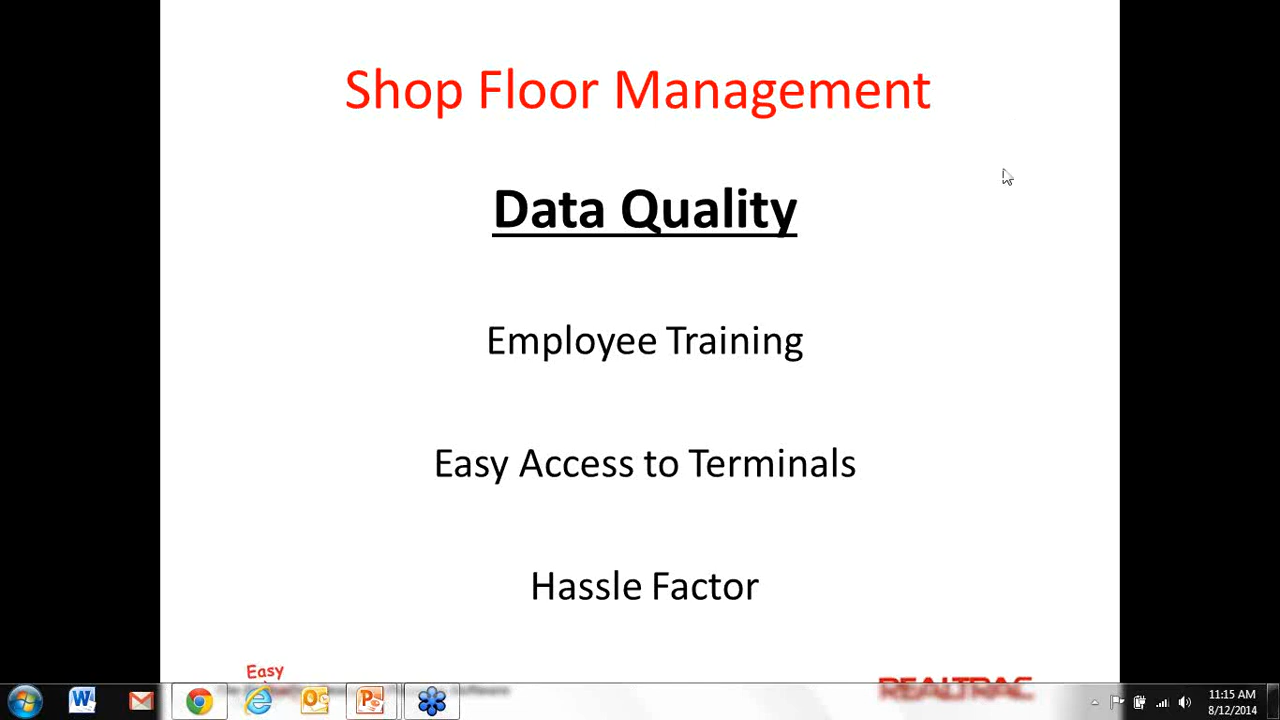 Shop Floor Management
Data Quality
Employee Training
Easy Access to Terminals
Hassle Factor
Easy
REALTRAC
11:15 AM
8/12/2014